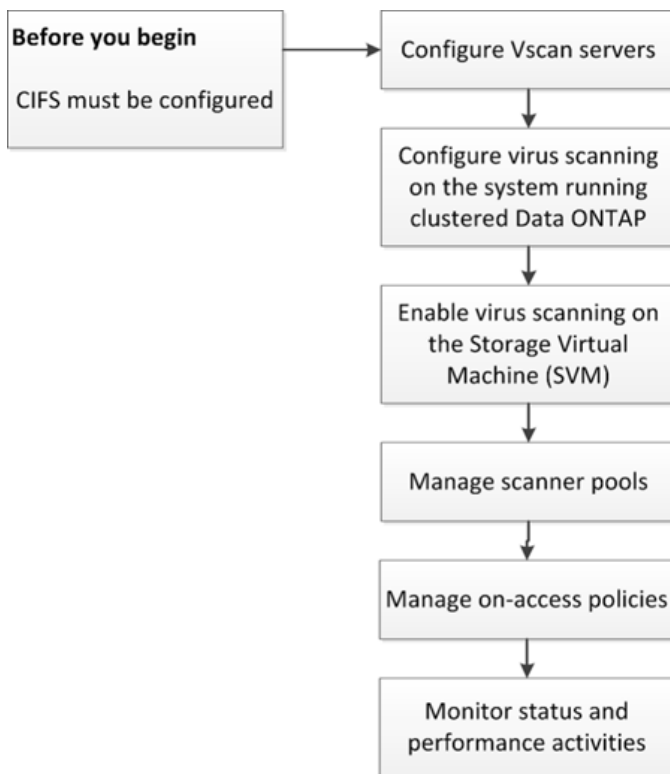 Before you begin
CIFS must be configured
Configure Vscan servers
Configure virus scanning
on the system running
clustered Data ONTAP
Enable virus scanning on
the Storage Virtual
Machine (SVM)
Manage scanner pools
Manage on-access policies
Monitor status and
performance activities